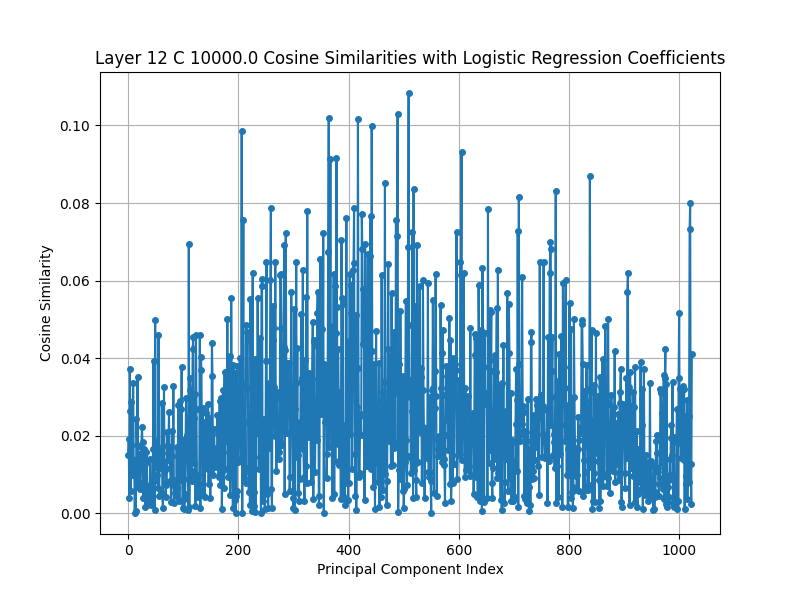 Layer 12 C 10000.0 Cosine Similarities with Logistic Regression Coefficients
0.10
0.08
0.06
0.04
0.02
0.00
Cosine Similarity
0 200 400 600 800 1000
Principal Component Index